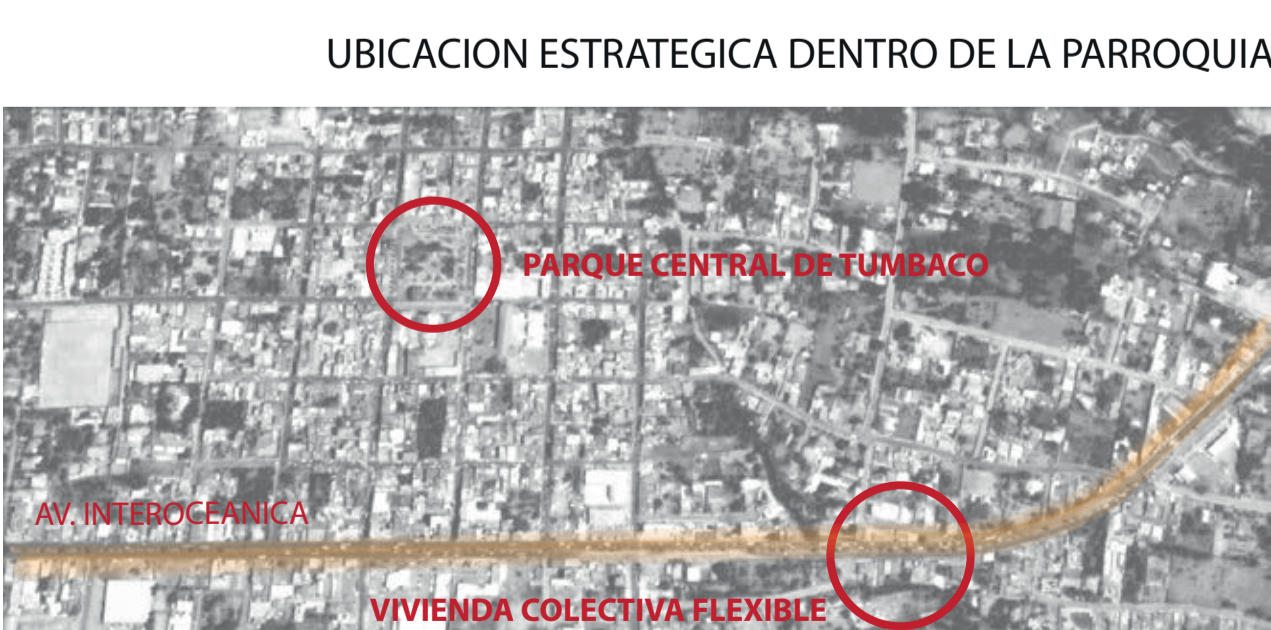 UBICACION ESTRATEGICA DENTRO DE LA PARROQUIA
PARQUE CENTRAL DE TUMBACO
AV. INTEROCEANICA
VIVIENDA COLECTIVA FLEXIBLE